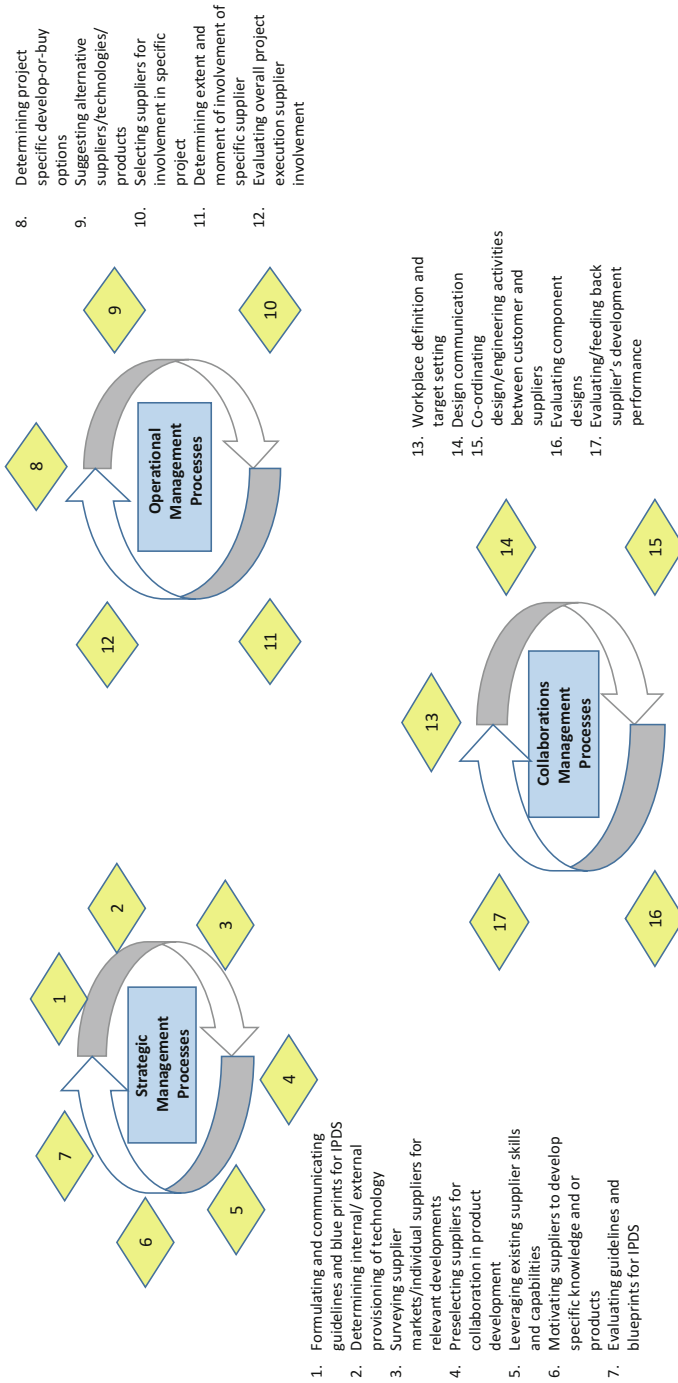 1
2
3
4
5
6
7
Strategic
Management
Processes
1. Formulating and communicating
guidelines and blue prints for IPDS
2. Determining internal/ external
provisioning of technology
3. Surveying supplier
markets/individual suppliers for
relevant developments
4. Preselecting suppliers for
collaboration in product
development
5. Leveraging existing supplier skills
and capabilities
6. Motivating suppliers to develop
specific knowledge and or
products
7. Evaluating guidelines and
blueprints for IPDS
8
9
10
11
12
Operational
Management
Processes
8. Determining project
specific develop-or-buy
options
9. Suggesting alternative
suppliers/technologies/
products
10. Selecting suppliers for
involvement in specific
project
11. Determining extent and
moment of involvement of
specific supplier
12. Evaluating overall project
execution supplier
involvement
13
14
15
16
17
Collaborations
Management
Processes
13. Workplace definition and
target setting
14. Design communication
15. Co-ordinating
design/engineering activities
between customer and
suppliers
16. Evaluating component
designs
17. Evaluating/feeding back
supplier's development
performance